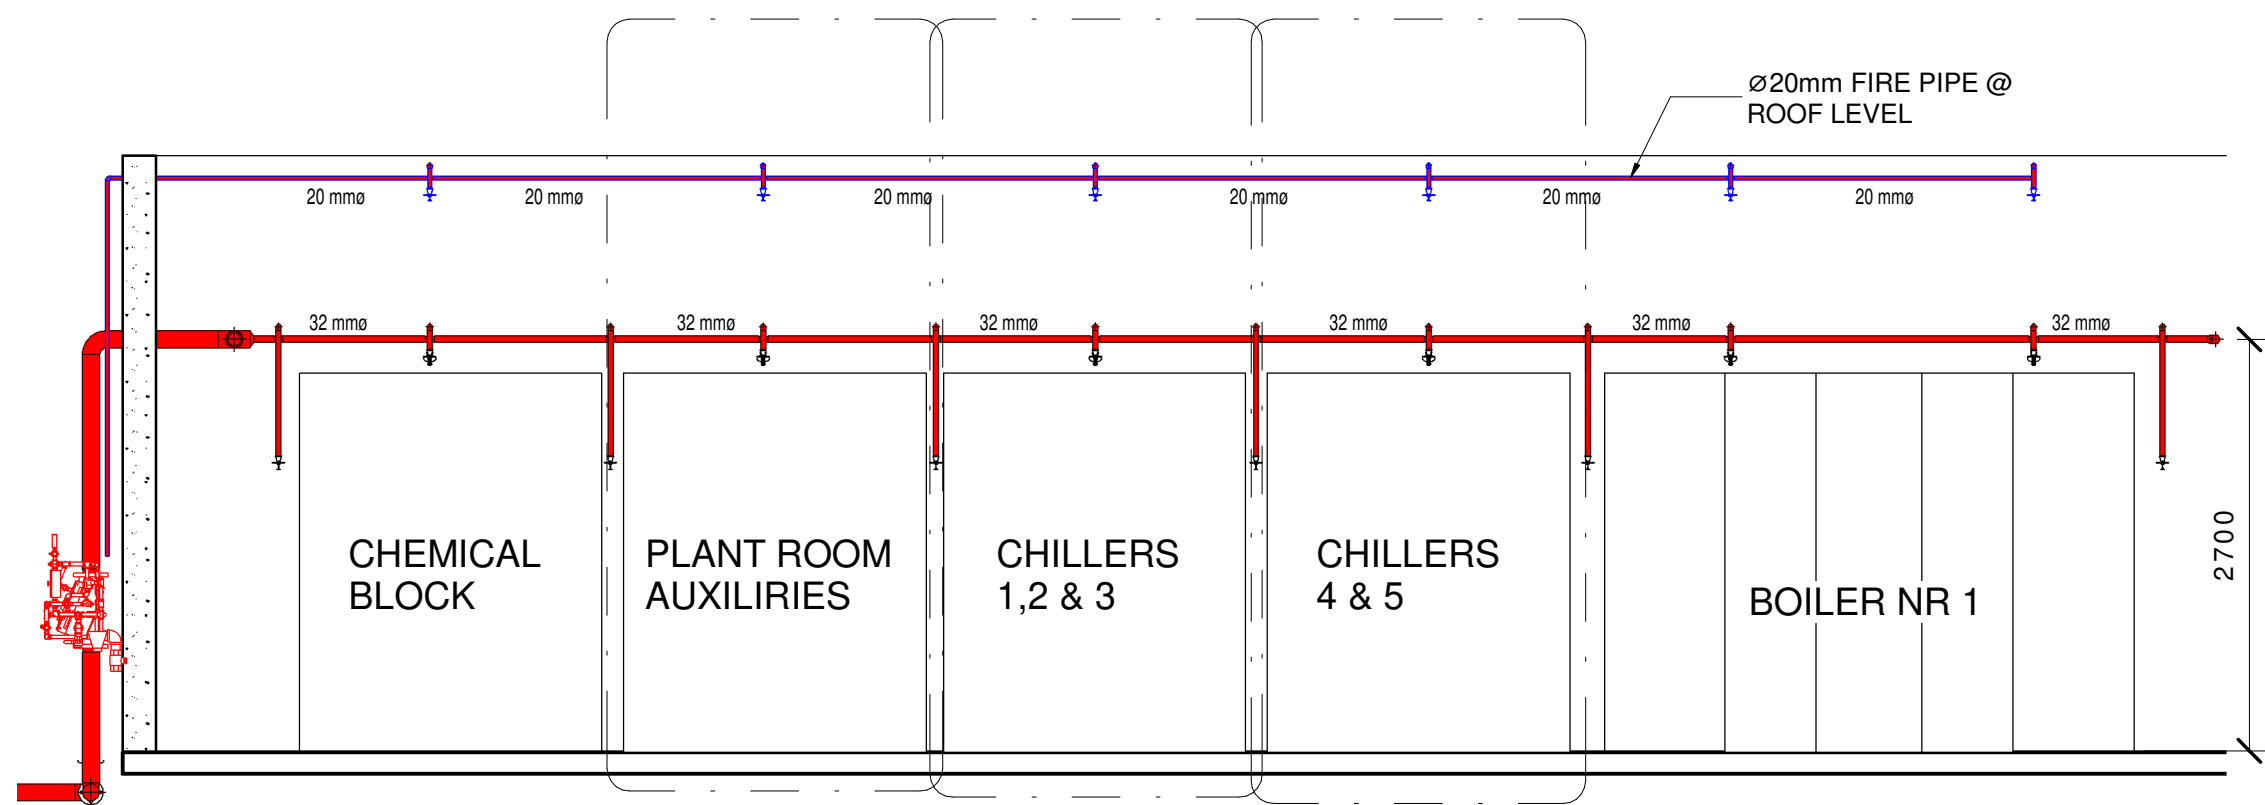 Ø20mm FIRE PIPE @
ROOF LEVEL
20 mmø
20 mmø
20 mmø
20 mmø
20 mmø
20 mmø
32 mmø
32 mmø
32 mmø
32 mmø
32 mmø
32 mmø
CHEMICAL
BLOCK
PLANT ROOM
AUXILIRIES
CHILLERS
1,2 & 3
CHILLERS
4 & 5
BOILER NR 1
2700